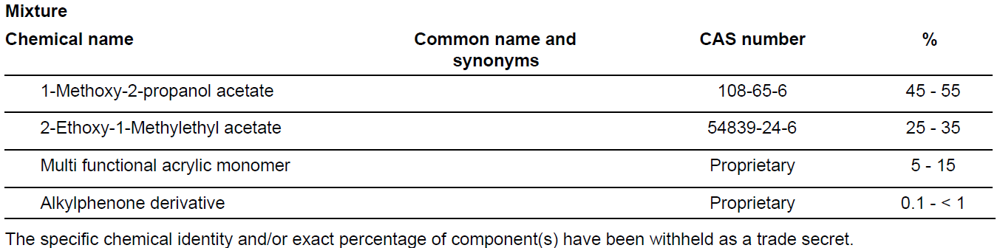 Mixture
Chemical name Common name and synonyms CAS number %
1-Methoxy-2-propanol acetate 108-65-6 45 - 55
2-Ethoxy-1-Methylethyl acetate 54839-24-6 25 - 35
Multi functional acrylic monomer Proprietary 5 - 15
Alkylphenone derivative Proprietary 0.1 - < 1
The specific chemical identity and/or exact percentage of component(s) have been withheld as a trade secret.